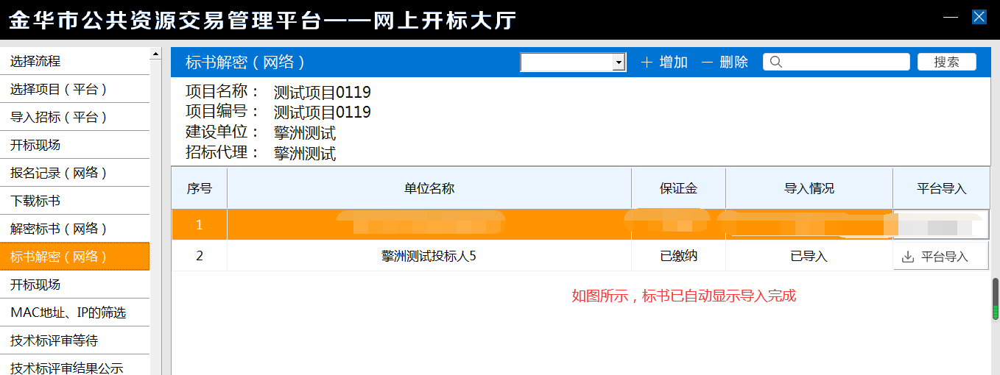 金华市公共资源交易管理平台——网上开标大厅
选择流程
选择项目（平台）
导入招标（平台）
开标现场
报名记录（网络）
下载标书
解密标书（网络）
标书解密（网络）
开标现场
MAC地址、IP的筛选
技术标评审等待
技术标评审结果公示
标书解密（网络） 增加 删除 搜索
项目名称： 测试项目0119
项目编号： 测试项目0119
建设单位： 擎洲测试
招标代理： 擎洲测试
序号 单位名称 保证金 导入情况 平台导入
1
2 擎洲测试投标人5 已缴纳 已导入 平台导入
如图所示，标书已自动显示导入完成